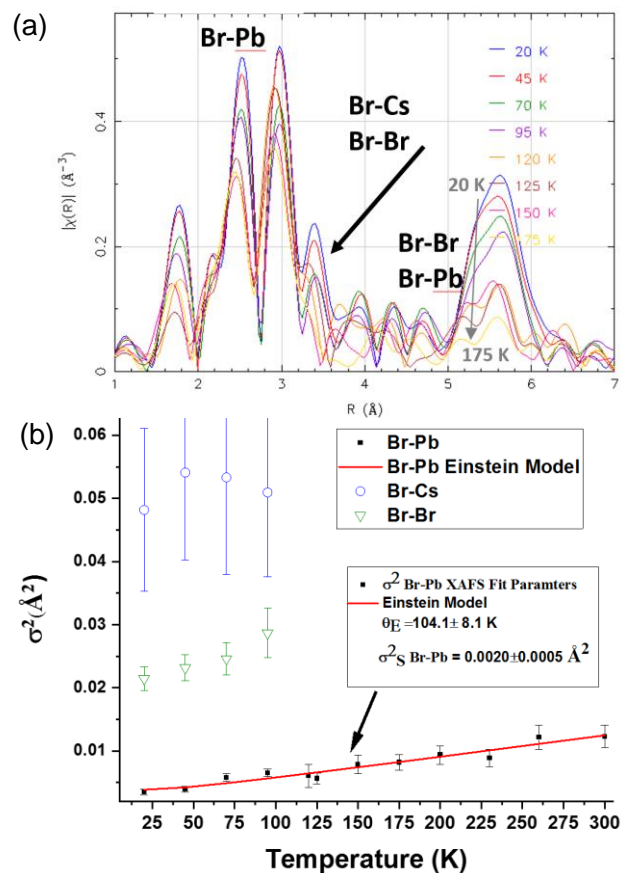 (a)
Br-Pb
Br-Cs
Br-Br
Br-Br
Br-Pb
20 K
175 K
20 K
45 K
70 K
95 K
120 K
125 K
150 K
75 K
|χ(R)| (Å⁻³)
0.4
0.2
0
1
2
3
4
5
6
7
R (Å)
(b)
σ²(Å²)
0.06
0.05
0.04
0.03
0.02
0.01
Br-Pb
Br-Pb Einstein Model
Br-Cs
Br-Br
σ² Br-Pb XAFS Fit Paramters
Einstein Model
θE =104.1± 8.1 K
σ²S Br-Pb = 0.0020±0.0005 Å²
25 50 75 100 125 150 175 200 225 250 275 300
Temperature (K)